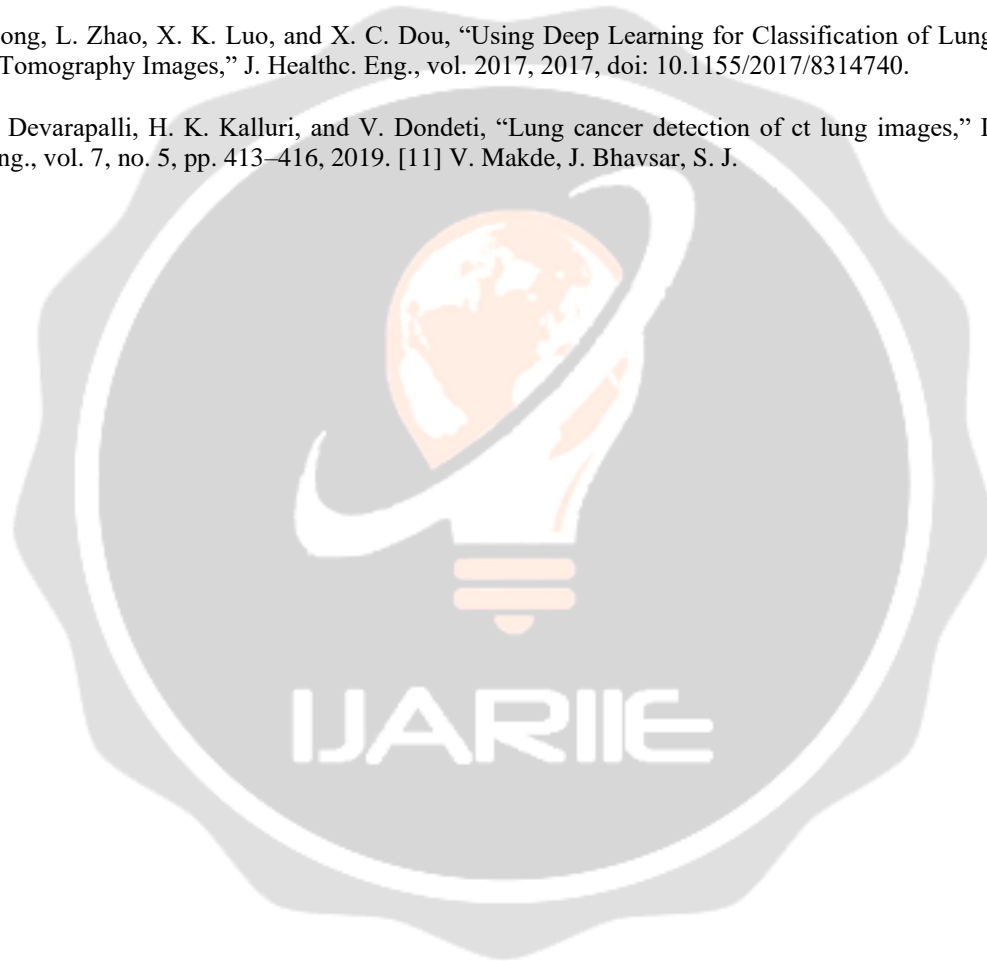 ong, L. Zhao, X. K. Luo, and X. C. Dou, “Using Deep Learning for Classification of Lung
Tomography Images,” J. Healthc. Eng., vol. 2017, 2017, doi: 10.1155/2017/8314740.
Devarapalli, H. K. Kalluri, and V. Dondeti, “Lung cancer detection of ct lung images,”
ng., vol. 7, no. 5, pp. 413–416, 2019. [11] V. Makde, J. Bhavsar, S. J.
IJARIIE